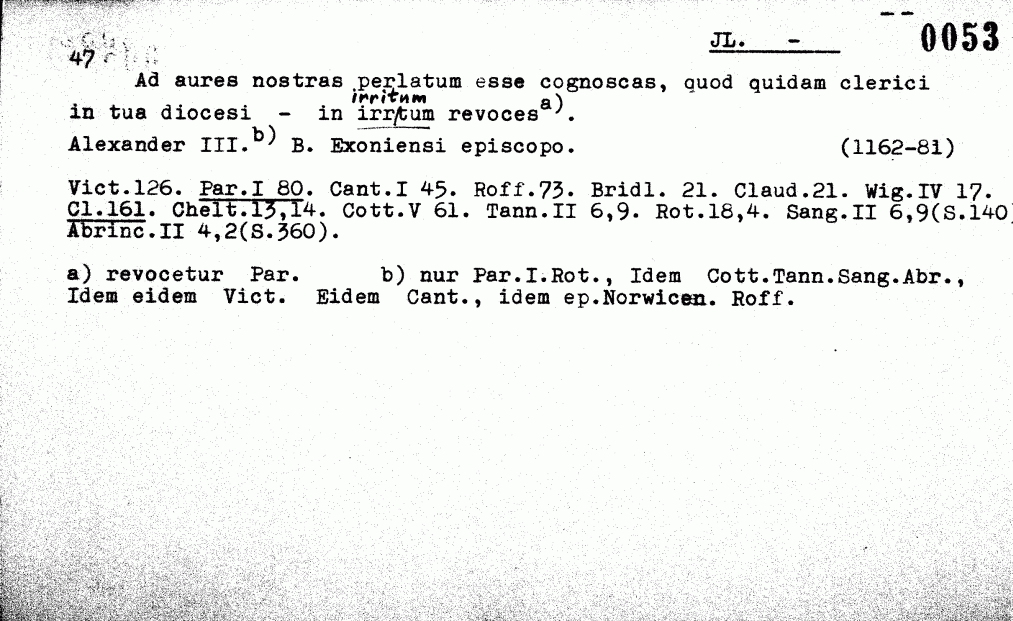 JL. - 0053
47
Ad aures nostras perlatum esse cognoscas, quod quidam clerici
irritum
in tua diocesi - in irrtum revoces a).
Alexander III. b) B. Exoniensi episcopo. (1162-81)
Vict.126. Par.I 80. Cant.I 45. Roff.73. Bridl. 21. Claud.21. Wig.IV 17.
Cl.161. Chelt.13,14. Cott.V 61. Tann.II 6,9. Rot.18,4. Sang.II 6,9(S.140)
Abrinc.II 4,2(S.360).
a) revocetur Par. b) nur Par.I.Rot., Idem Cott.Tann.Sang.Abr.,
Idem eidem Vict. Eidem Cant., idem ep.Norwicen. Roff.